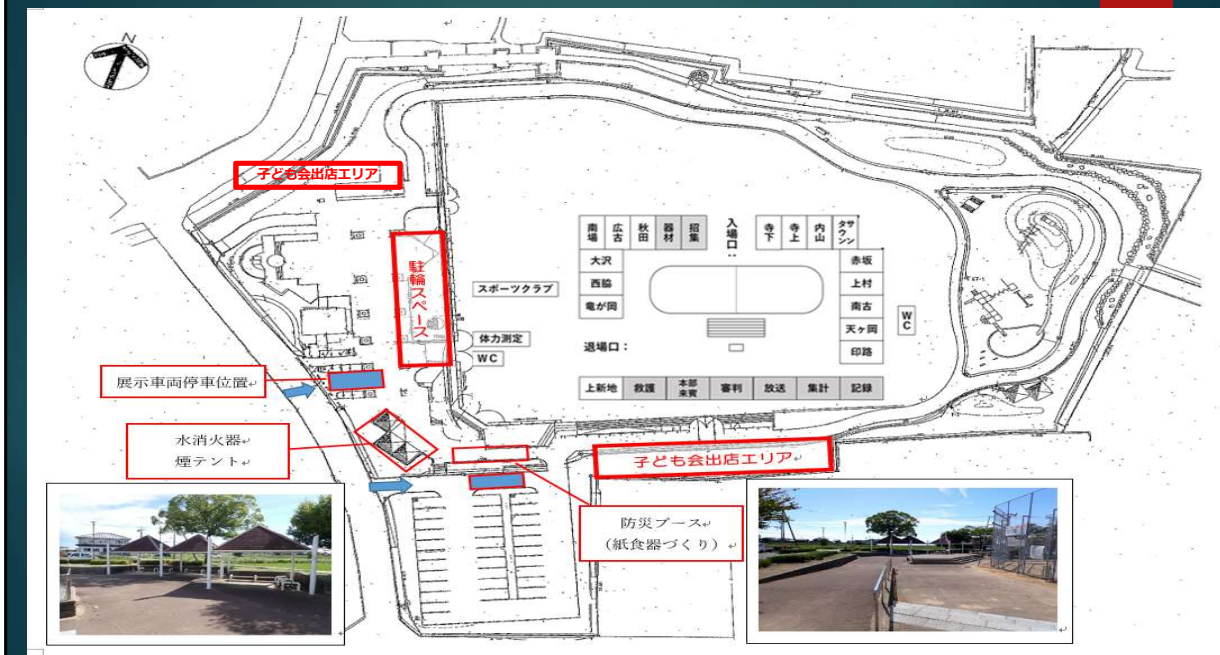 N
子ども会出店エリア
駐輪スペース
スポーツクラブ
体力測定
WC
南場
広古
秋田
器材
招集
入場口
寺下
寺上
内山
サウンタン
大沢
西脇
竜が岡
赤坂
上村
南古
天ヶ岡
印路
WC
退場口：
上新地
救護
本部
来賓
審判
放送
集計
記録
展示車両停車位置
水消火器
煙テント
子ども会出店エリア
防災ブース
（紙食器づくり）